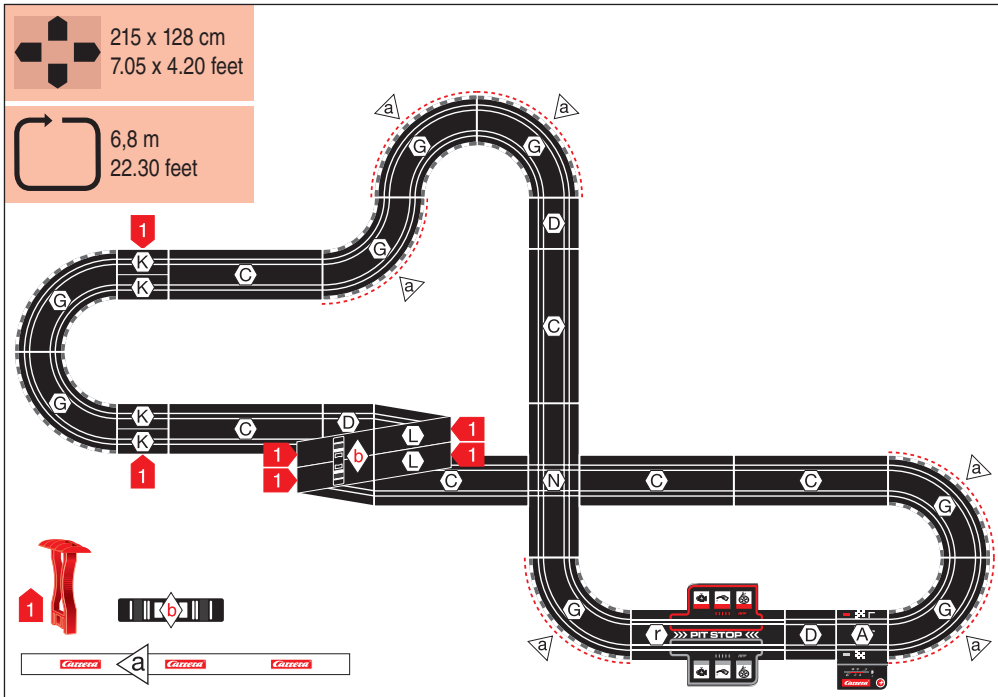 215 x 128 cm
7.05 x 4.20 feet
6,8 m
22.30 feet
a a
G G
1
D
K C G
K
a
G
C
G
K C D L 1
K 1 b L 1
1 1
C N C C
a
G
1 b
G G
r PIT STOP D A
a a
Carrera
Carrera a Carrera Carrera